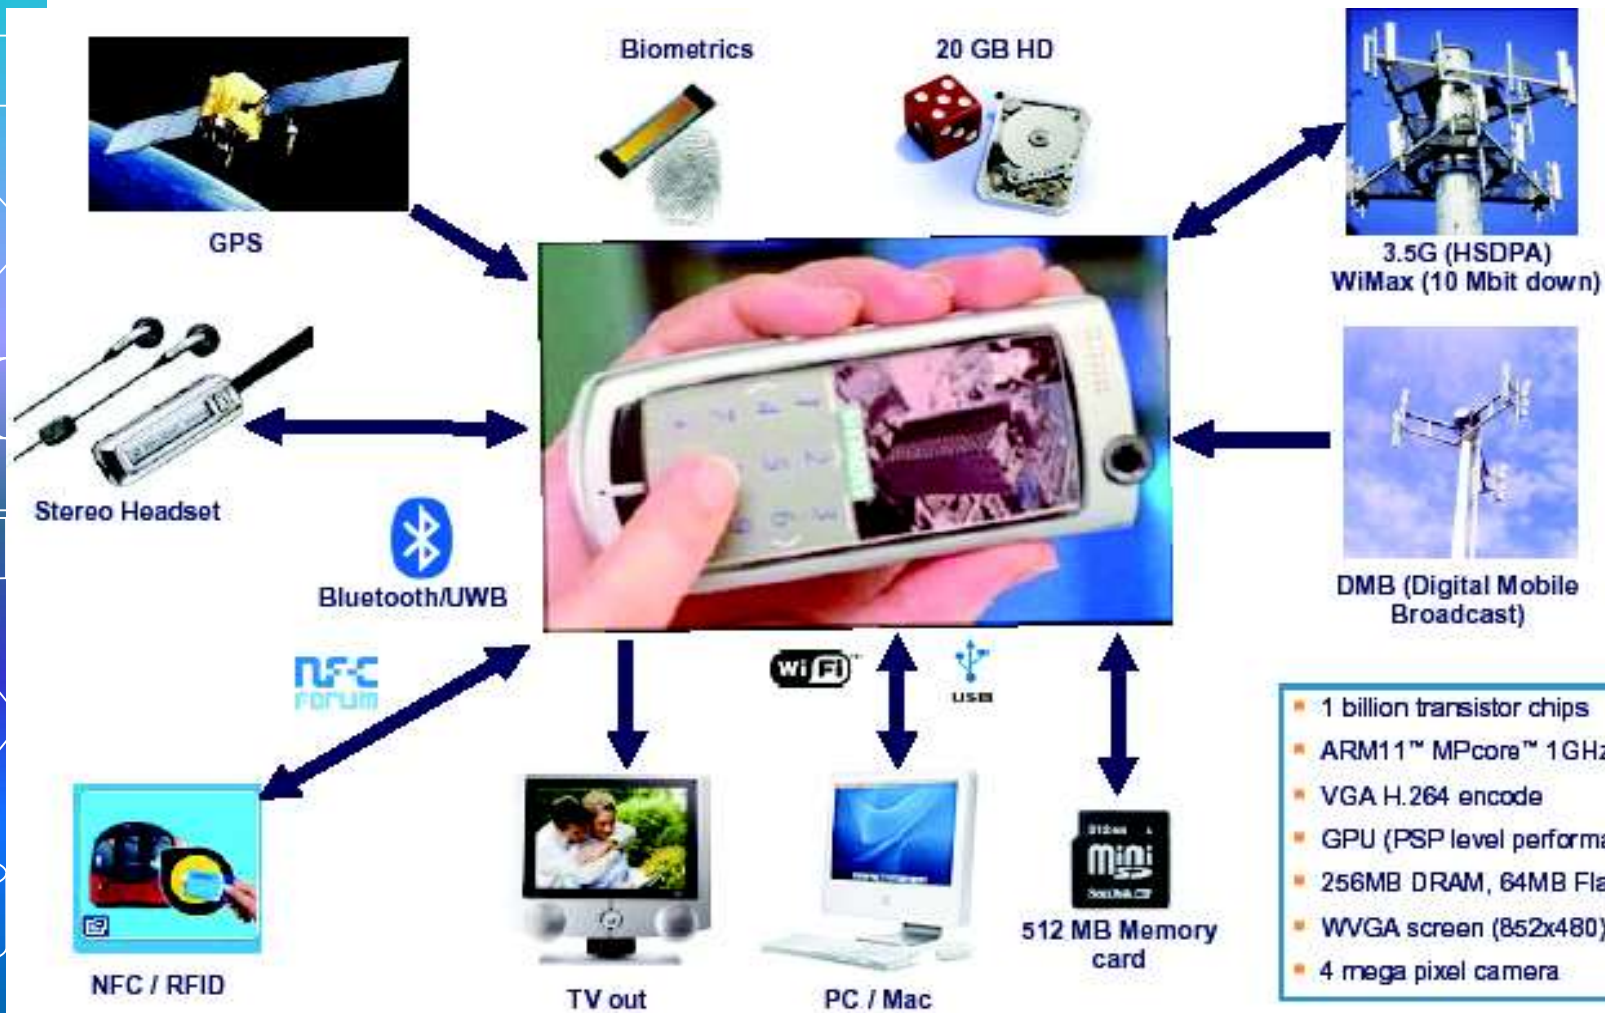 Biometrics
20 GB HD
GPS
3.5G (HSDPA)
WiMax (10 Mbit down)
Stereo Headset
Bluetooth/UWB
DMB (Digital Mobile
Broadcast)
NFC
FORUM
WiFi
USB
NFC / RFID
TV out
PC / Mac
mini
SD
512 MB Memory
card
1 billion transistor chips
ARM11™ MPcore™ 1GHz
VGA H.264 encode
GPU (PSP level performa
256MB DRAM, 64MB Fla
WVGA screen (852x480)
4 mega pixel camera